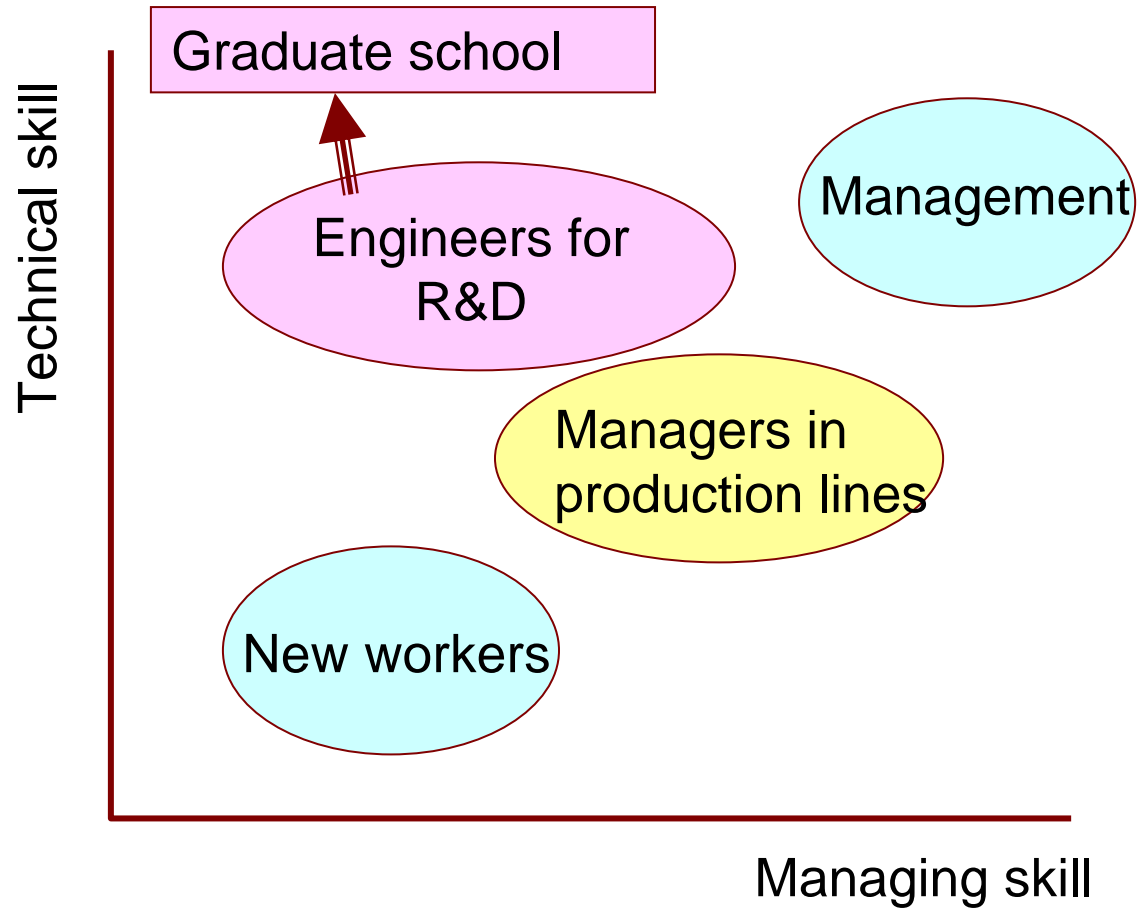 Graduate school
Technical skill
Management
Engineers for
R&D
Managers in
production lines
New workers
Managing skill